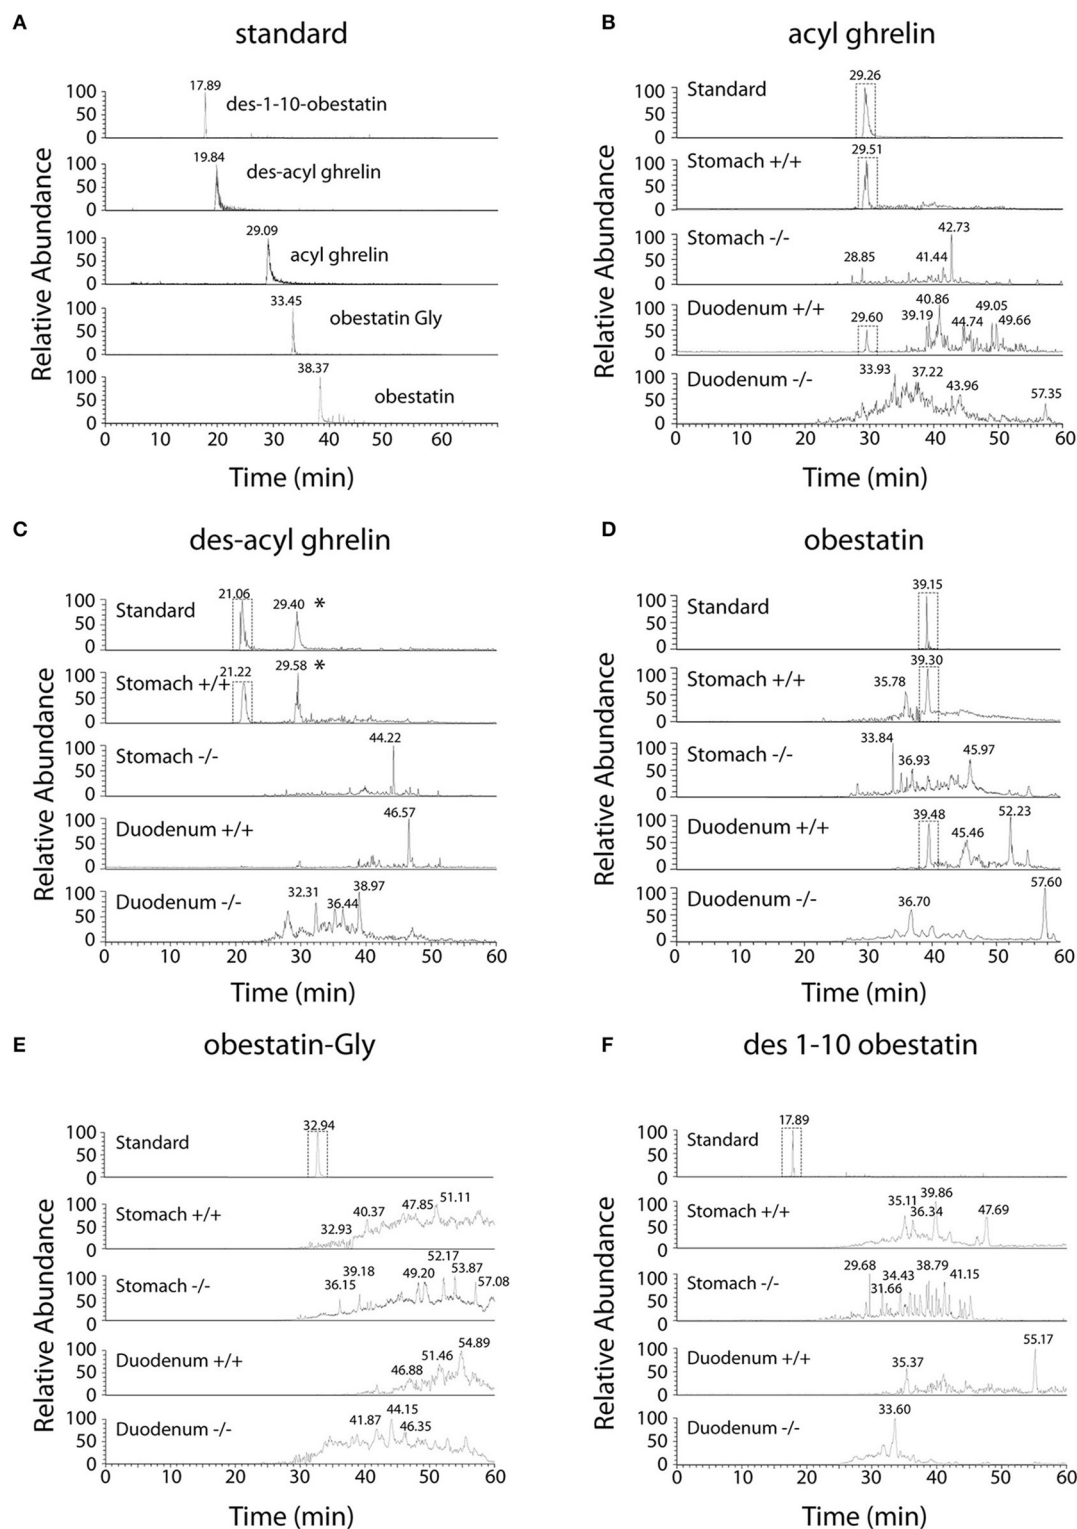 A
standard
Relative Abundance
100
50
0
17.89
des-1-10-obestatin
100
50
0
19.84
des-acyl ghrelin
100
50
0
29.09
acyl ghrelin
100
50
0
33.45
obestatin Gly
100
50
0
38.37
obestatin
0 10 20 30 40 50 60
Time (min)
B
acyl ghrelin
Relative Abundance
100
50
0
Standard
29.26
100
50
0
Stomach +/+
29.51
100
50
0
Stomach -/-
28.85
41.44
42.73
100
50
0
Duodenum +/+
29.60
39.19
40.86
44.74
49.05
49.66
100
50
0
Duodenum -/-
33.93
37.22
43.96
57.35
0 10 20 30 40 50 60
Time (min)
C
des-acyl ghrelin
Relative Abundance
100
50
0
Standard
21.06
29.40 *
100
50
0
Stomach +/+
21.22
29.58 *
100
50
0
Stomach -/-
44.22
100
50
0
Duodenum +/+
46.57
100
50
0
Duodenum -/-
32.31
36.44
38.97
0 10 20 30 40 50 60
Time (min)
D
obestatin
Relative Abundance
100
50
0
Standard
39.15
100
50
0
Stomach +/+
35.78
39.30
100
50
0
Stomach -/-
33.84
36.93
45.97
100
50
0
Duodenum +/+
39.48
45.46
52.23
100
50
0
Duodenum -/-
36.70
57.60
0 10 20 30 40 50 60
Time (min)
E
obestatin-Gly
Relative Abundance
100
50
0
Standard
32.94
100
50
0
Stomach +/+
32.93
40.37
47.85
51.11
100
50
0
Stomach -/-
36.15
39.18
49.20
52.17
53.87
57.08
100
50
0
Duodenum +/+
46.88
51.46
54.89
100
50
0
Duodenum -/-
41.87
44.15
46.35
0 10 20 30 40 50 60
Time (min)
F
des 1-10 obestatin
Relative Abundance
100
50
0
Standard
17.89
100
50
0
Stomach +/+
35.11
36.34
39.86
47.69
100
50
0
Stomach -/-
29.68
31.66
34.43
38.79
41.15
100
50
0
Duodenum +/+
35.37
55.17
100
50
0
Duodenum -/-
33.60
0 10 20 30 40 50 60
Time (min)